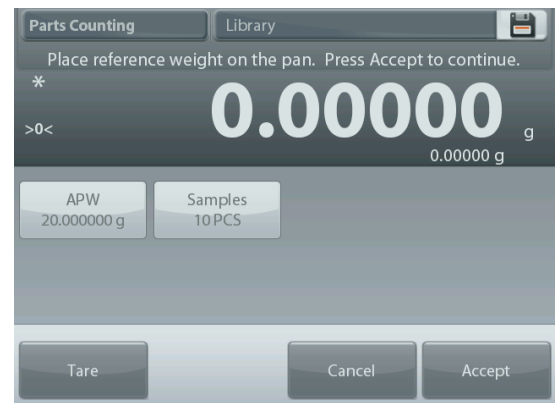 Parts Counting
Library
Place reference weight on the pan. Press Accept to continue.
*
>0<
0.00000 g
0.00000 g
APW
20.000000 g
Samples
10 PCS
Tare
Cancel
Accept